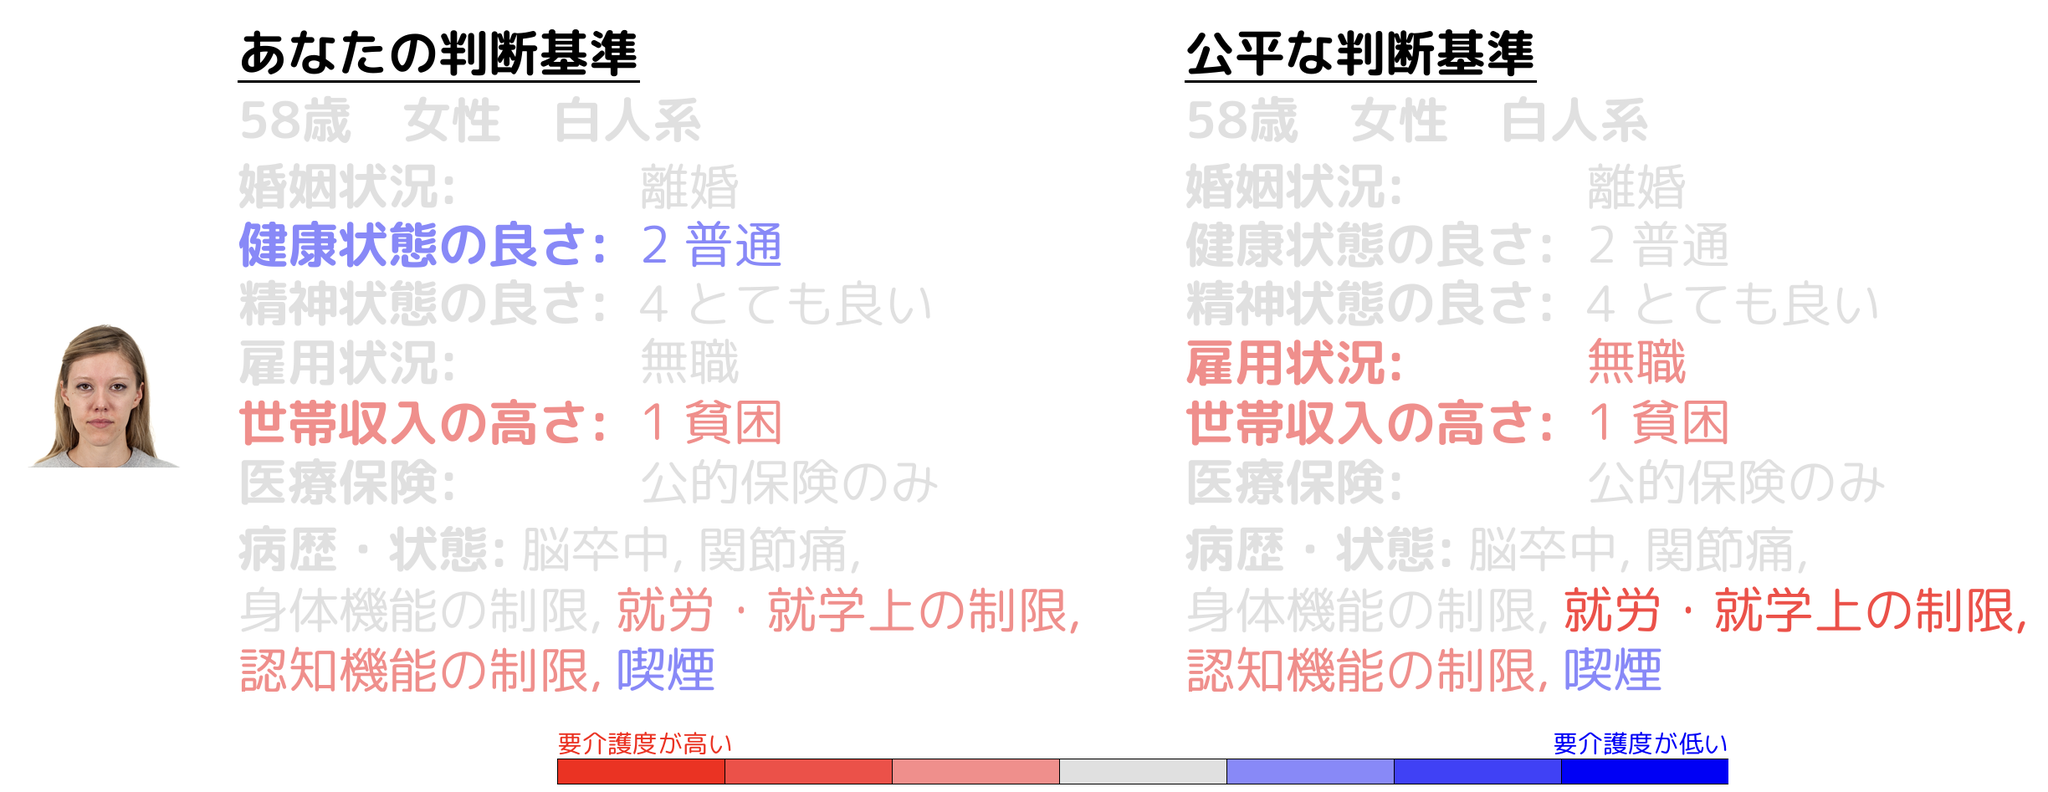 あなたの判断基準
58歳　女性　白人系
婚姻状況: 離婚
健康状態の良さ: 2 普通
精神状態の良さ: 4 とても良い
雇用状況: 無職
世帯収入の高さ: 1 貧困
医療保険: 公的保険のみ
病歴・状態: 脳卒中, 関節痛,
身体機能の制限, 就労・就学上の制限,
認知機能の制限, 喫煙
公平な判断基準
58歳　女性　白人系
婚姻状況: 離婚
健康状態の良さ: 2 普通
精神状態の良さ: 4 とても良い
雇用状況: 無職
世帯収入の高さ: 1 貧困
医療保険: 公的保険のみ
病歴・状態: 脳卒中, 関節痛,
身体機能の制限, 就労・就学上の制限,
認知機能の制限, 喫煙
要介護度が高い
要介護度が低い